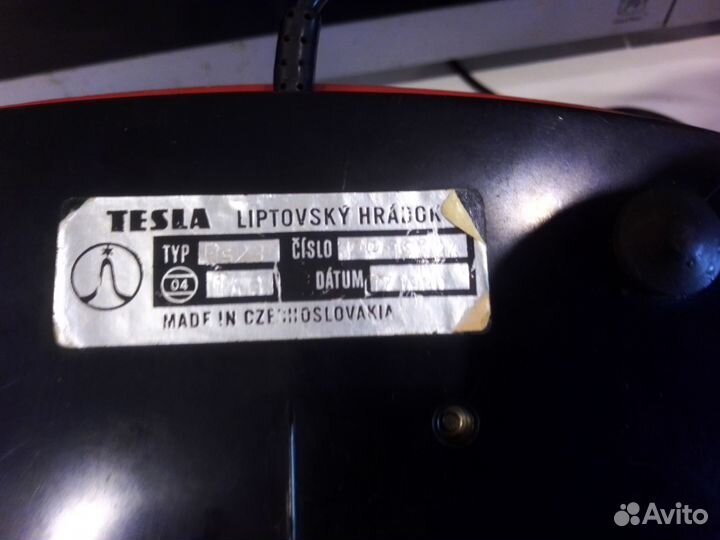 TESLA LIPTOVSKÝ HRÁDOK
TYP ČÍSLO
04 DÁTUM
MADE IN CZECHOSLOVAKIA
Avito